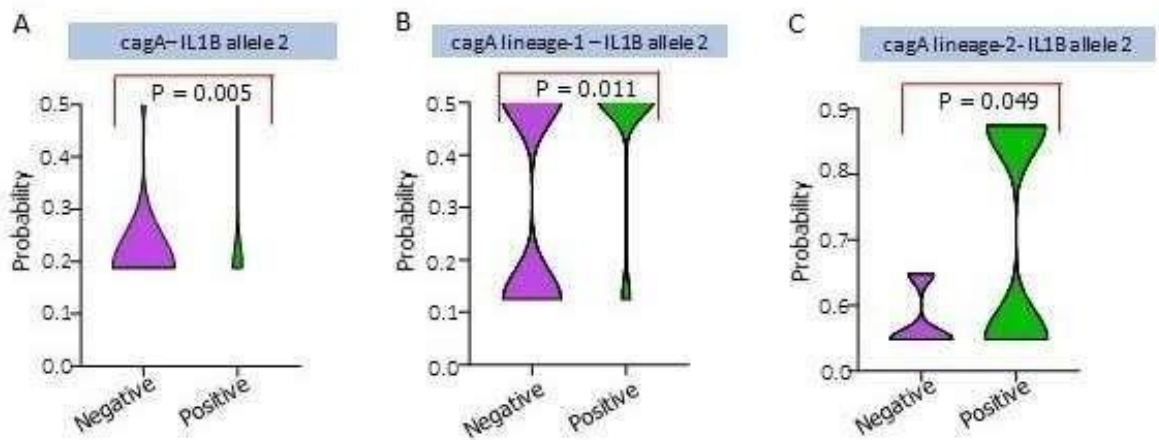 A
cagA– IL1B allele 2
P = 0.005
0.5
0.4
0.3
0.2
0.1
0.0
Probability
Negative
Positive
B
cagA lineage-1 – IL1B allele 2
P = 0.011
0.5
0.4
0.3
0.2
0.1
0.0
Probability
Negative
Positive
C
cagA lineage-2- IL1B allele 2
P = 0.049
0.9
0.8
0.7
0.6
0.0
Probability
Negative
Positive